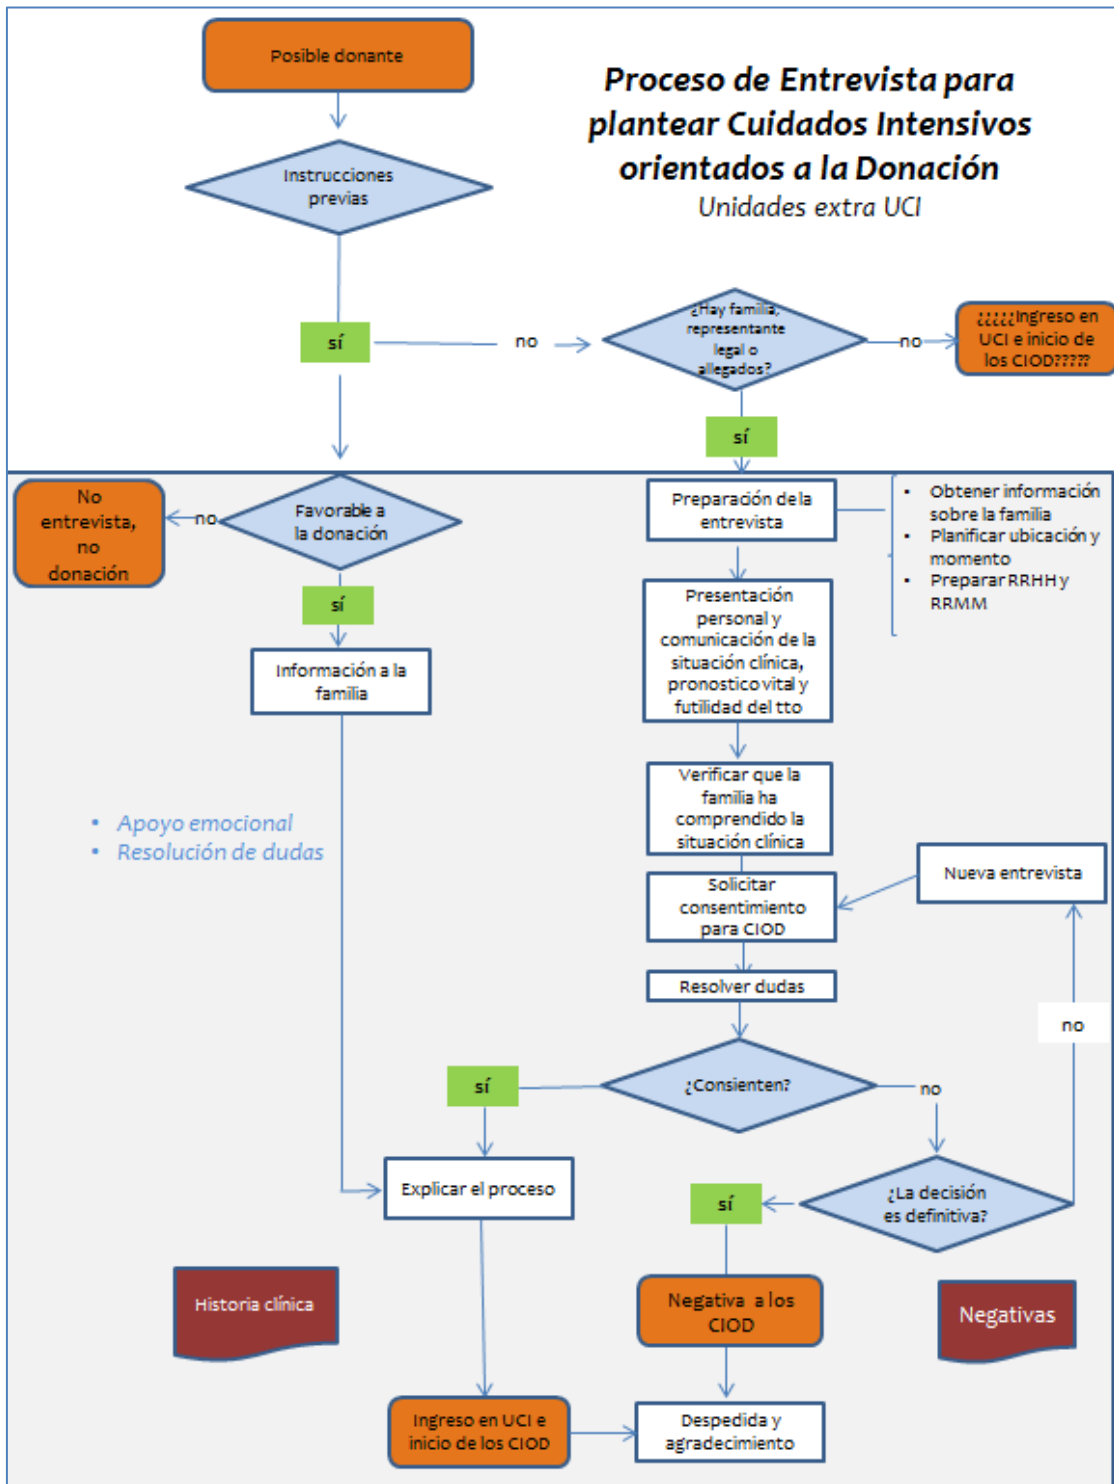 Posible donante
Proceso de Entrevista para
plantear Cuidados Intensivos
orientados a la Donación
Unidades extra UCI
Instrucciones
previas
sí
no
¿Hay familia,
representante
legal o
allegados?
no
¿¿¿¿¿Ingreso en
UCI e inicio de
los CIOD?????
sí
No
entrevista,
no
donación
no
Favorable a
la donación
sí
Información a la
familia
Preparación de la
entrevista
• Obtener información
sobre la familia
• Planificar ubicación y
momento
• Preparar RRHH y
RRMM
Presentación
personal y
comunicación de la
situación clínica,
pronostico vital y
futilidad del tto
Verificar que la
familia ha
comprendido la
situación clínica
• Apoyo emocional
• Resolución de dudas
Solicitar
consentimiento
para CIOD
Nueva entrevista
Resolver dudas
no
¿Consienten?
sí
no
Explicar el proceso
¿La decisión
es definitiva?
sí
Historia clínica
Negativa a los
CIOD
Negativas
Ingreso en UCI e
inicio de los CIOD
Despedida y
agradecimiento